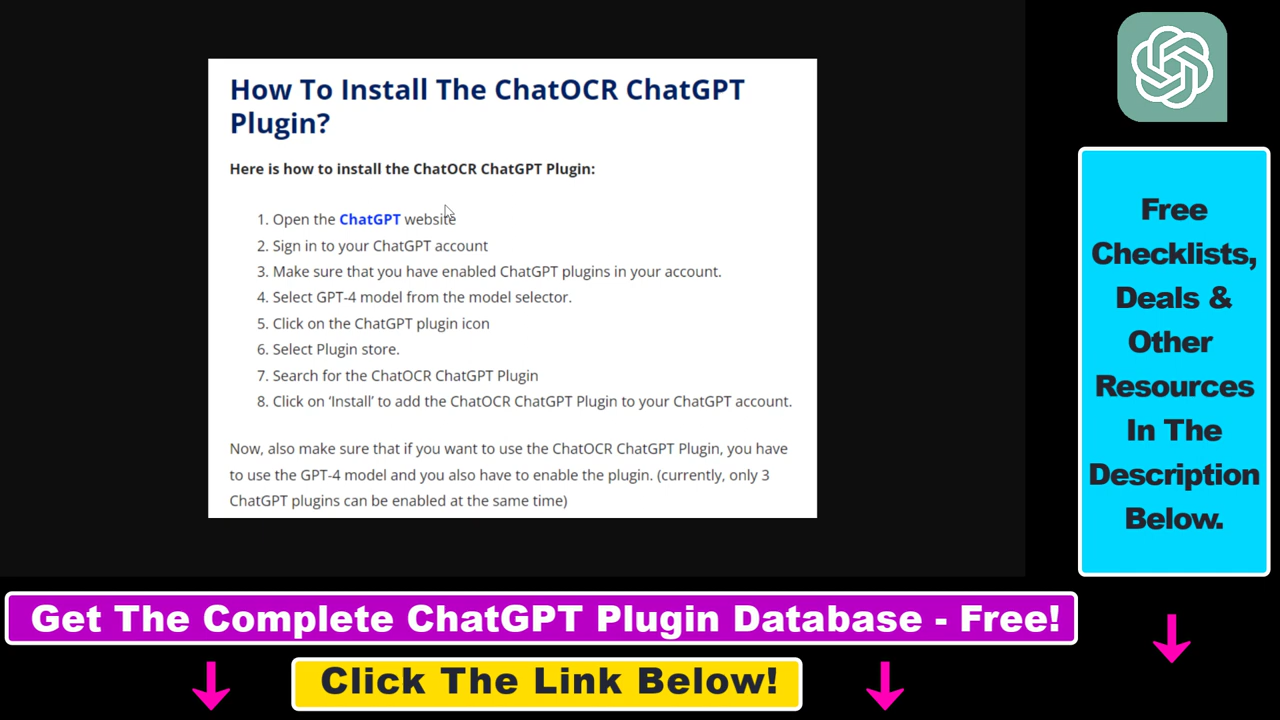 How To Install The ChatOCR ChatGPT
Plugin?
Here is how to install the ChatOCR ChatGPT Plugin:
1. Open the ChatGPT website
2. Sign in to your ChatGPT account
3. Make sure that you have enabled ChatGPT plugins in your account.
4. Select GPT-4 model from the model selector.
5. Click on the ChatGPT plugin icon
6. Select Plugin store.
7. Search for the ChatOCR ChatGPT Plugin
8. Click on ‘Install’ to add the ChatOCR ChatGPT Plugin to your ChatGPT account.
Now, also make sure that if you want to use the ChatOCR ChatGPT Plugin, you have
to use the GPT-4 model and you also have to enable the plugin. (currently, only 3
ChatGPT plugins can be enabled at the same time)
Free
Checklists,
Deals &
Other
Resources
In The
Description
Below.
Get The Complete ChatGPT Plugin Database - Free!
Click The Link Below!